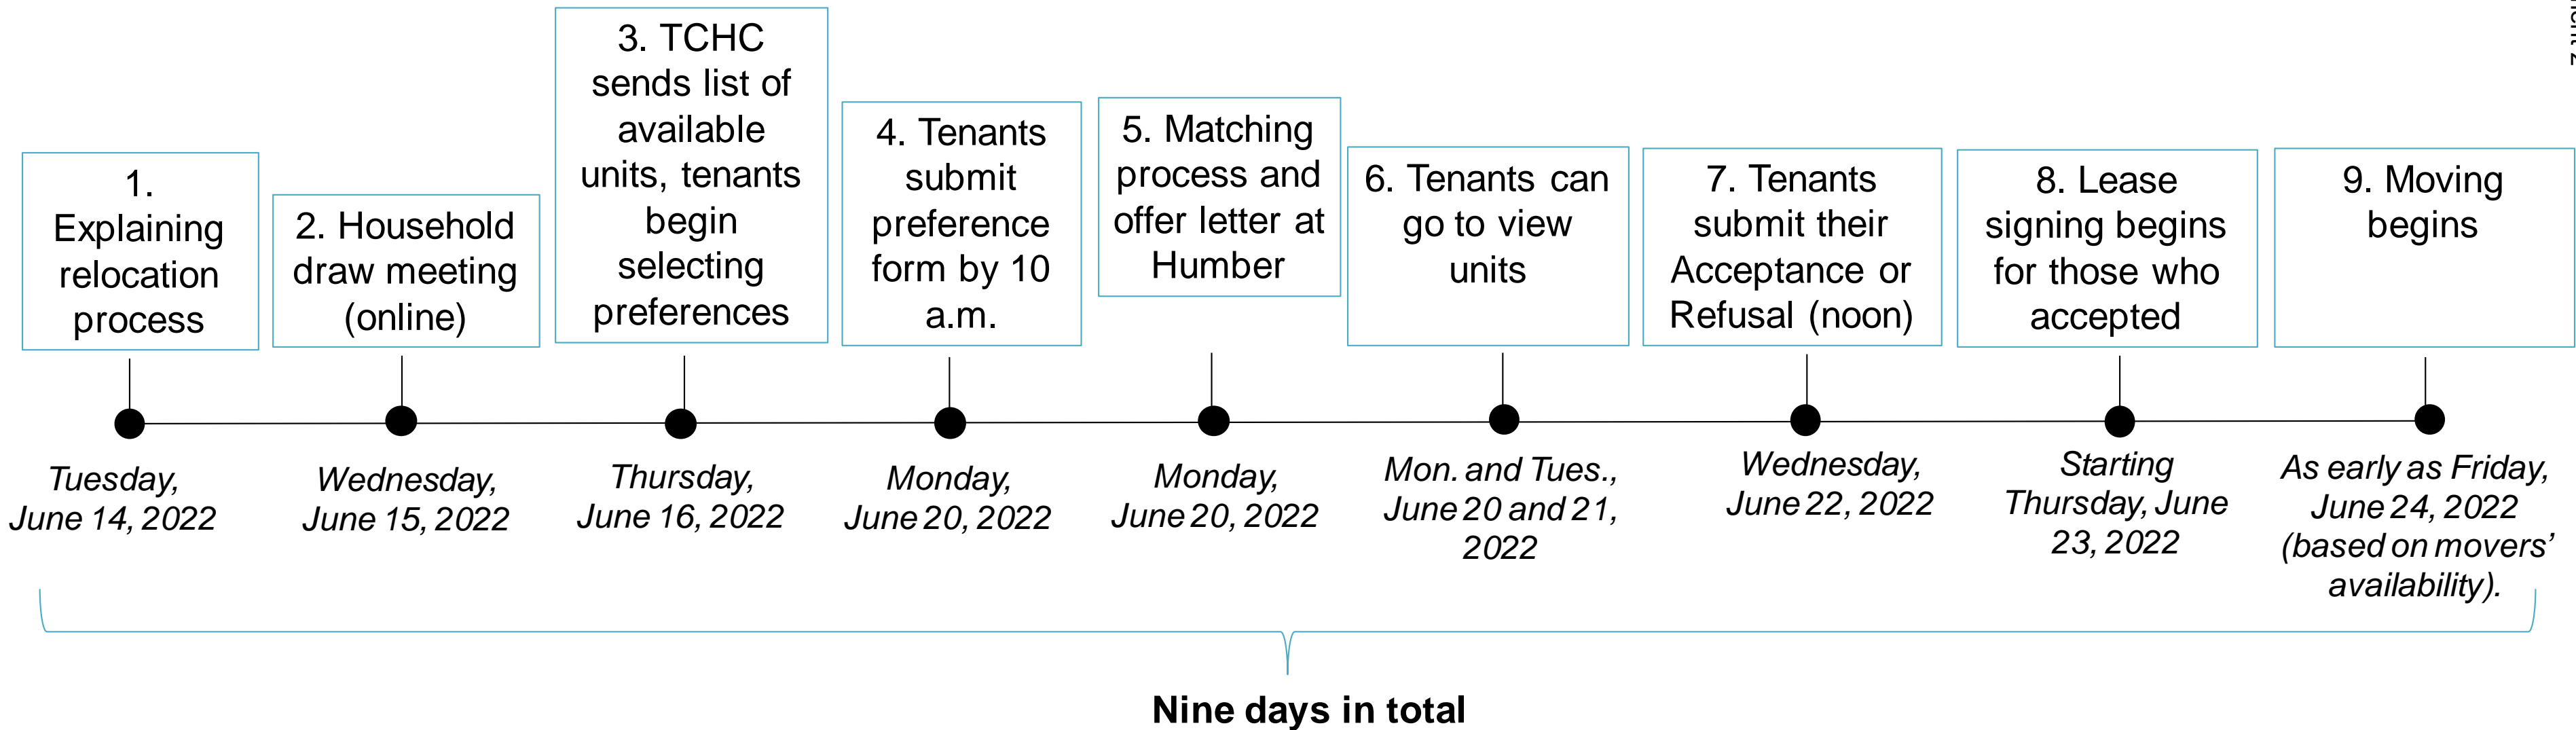 1.
Explaining
relocation
process
2. Household
draw meeting
(online)
3. TCHC
sends list of
available
units, tenants
begin
selecting
preferences
4. Tenants
submit
preference
form by 10
a.m.
5. Matching
process and
offer letter at
Humber
6. Tenants can
go to view
units
7. Tenants
submit their
Acceptance or
Refusal (noon)
8. Lease
signing begins
for those who
accepted
9. Moving
begins
Tuesday,
June 14, 2022
Wednesday,
June 15, 2022
Thursday,
June 16, 2022
Monday,
June 20, 2022
Monday,
June 20, 2022
Mon. and Tues.,
June 20 and 21,
2022
Wednesday,
June 22, 2022
Starting
Thursday, June
23, 2022
As early as Friday,
June 24, 2022
(based on movers’
availability).
Nine days in total